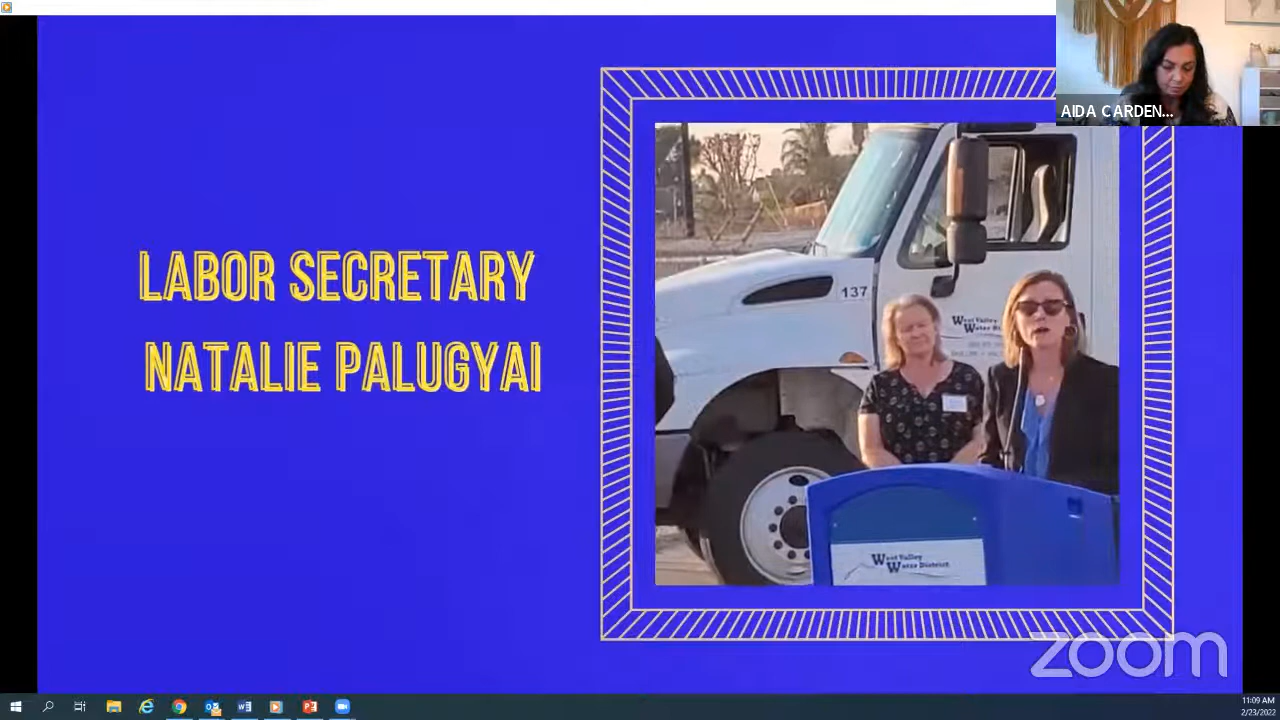 AIDA CARDEN...
LABOR SECRETARY
NATALIE PALUGYAI
137
West Valley
Water
West Valley
Water District
zoom
11:09 AM
2/23/2022